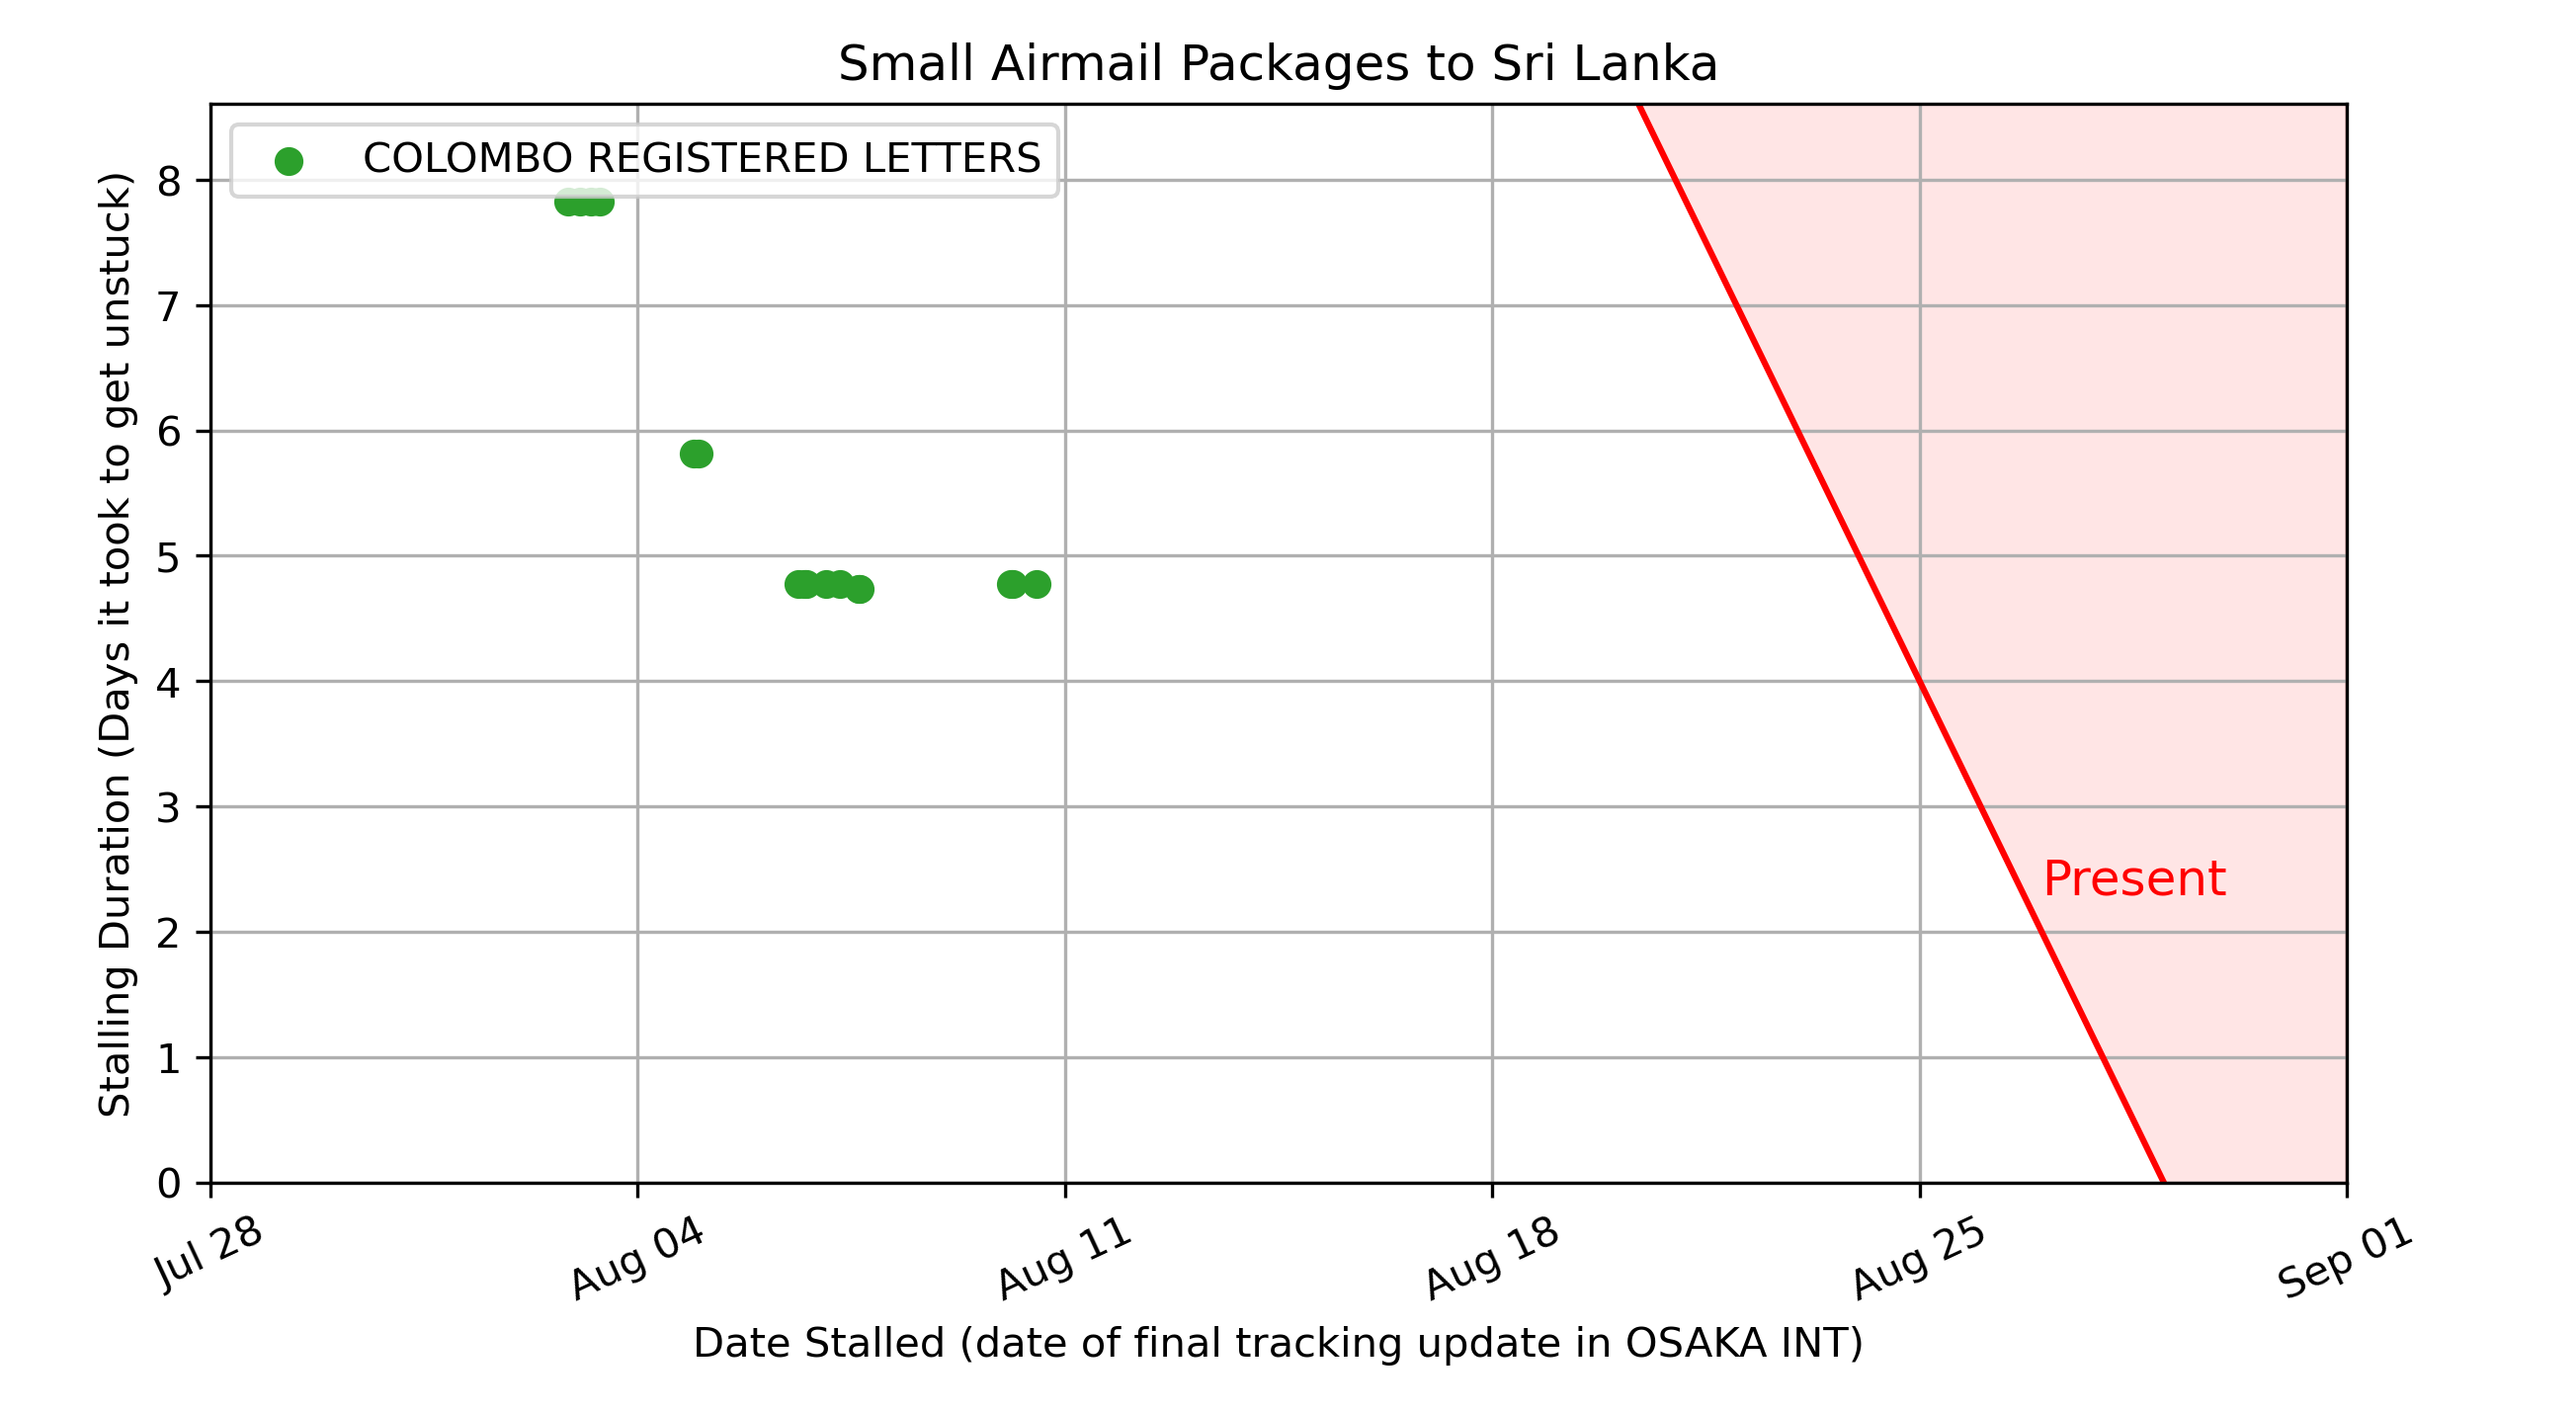 Small Airmail Packages to Sri Lanka
COLOMBO REGISTERED LETTERS
Stalling Duration (Days it took to get unstuck)
8
7
6
5
4
3
2
1
0
Present
Jul 28
Aug 04
Aug 11
Aug 18
Aug 25
Sep 01
Date Stalled (date of final tracking update in OSAKA INT)